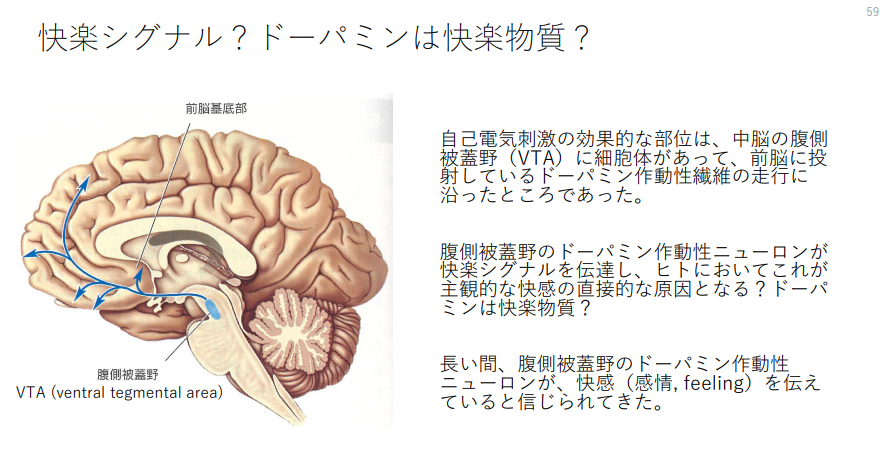 59
快楽シグナル？ドーパミンは快楽物質？
前脳基底部
腹側被蓋野
VTA (ventral tegmental area)
自己電気刺激の効果的な部位は、中脳の腹側
被蓋野（VTA）に細胞体があって、前脳に投
射しているドーパミン作動性繊維の走行に
沿ったところであった。
腹側被蓋野のドーパミン作動性ニューロンが
快楽シグナルを伝達し、ヒトにおいてこれが
主観的な快感の直接的な原因となる？ドーパ
ミンは快楽物質？
長い間、腹側被蓋野のドーパミン作動性
ニューロンが、快感（感情, feeling）を伝え
ていると信じられてきた。